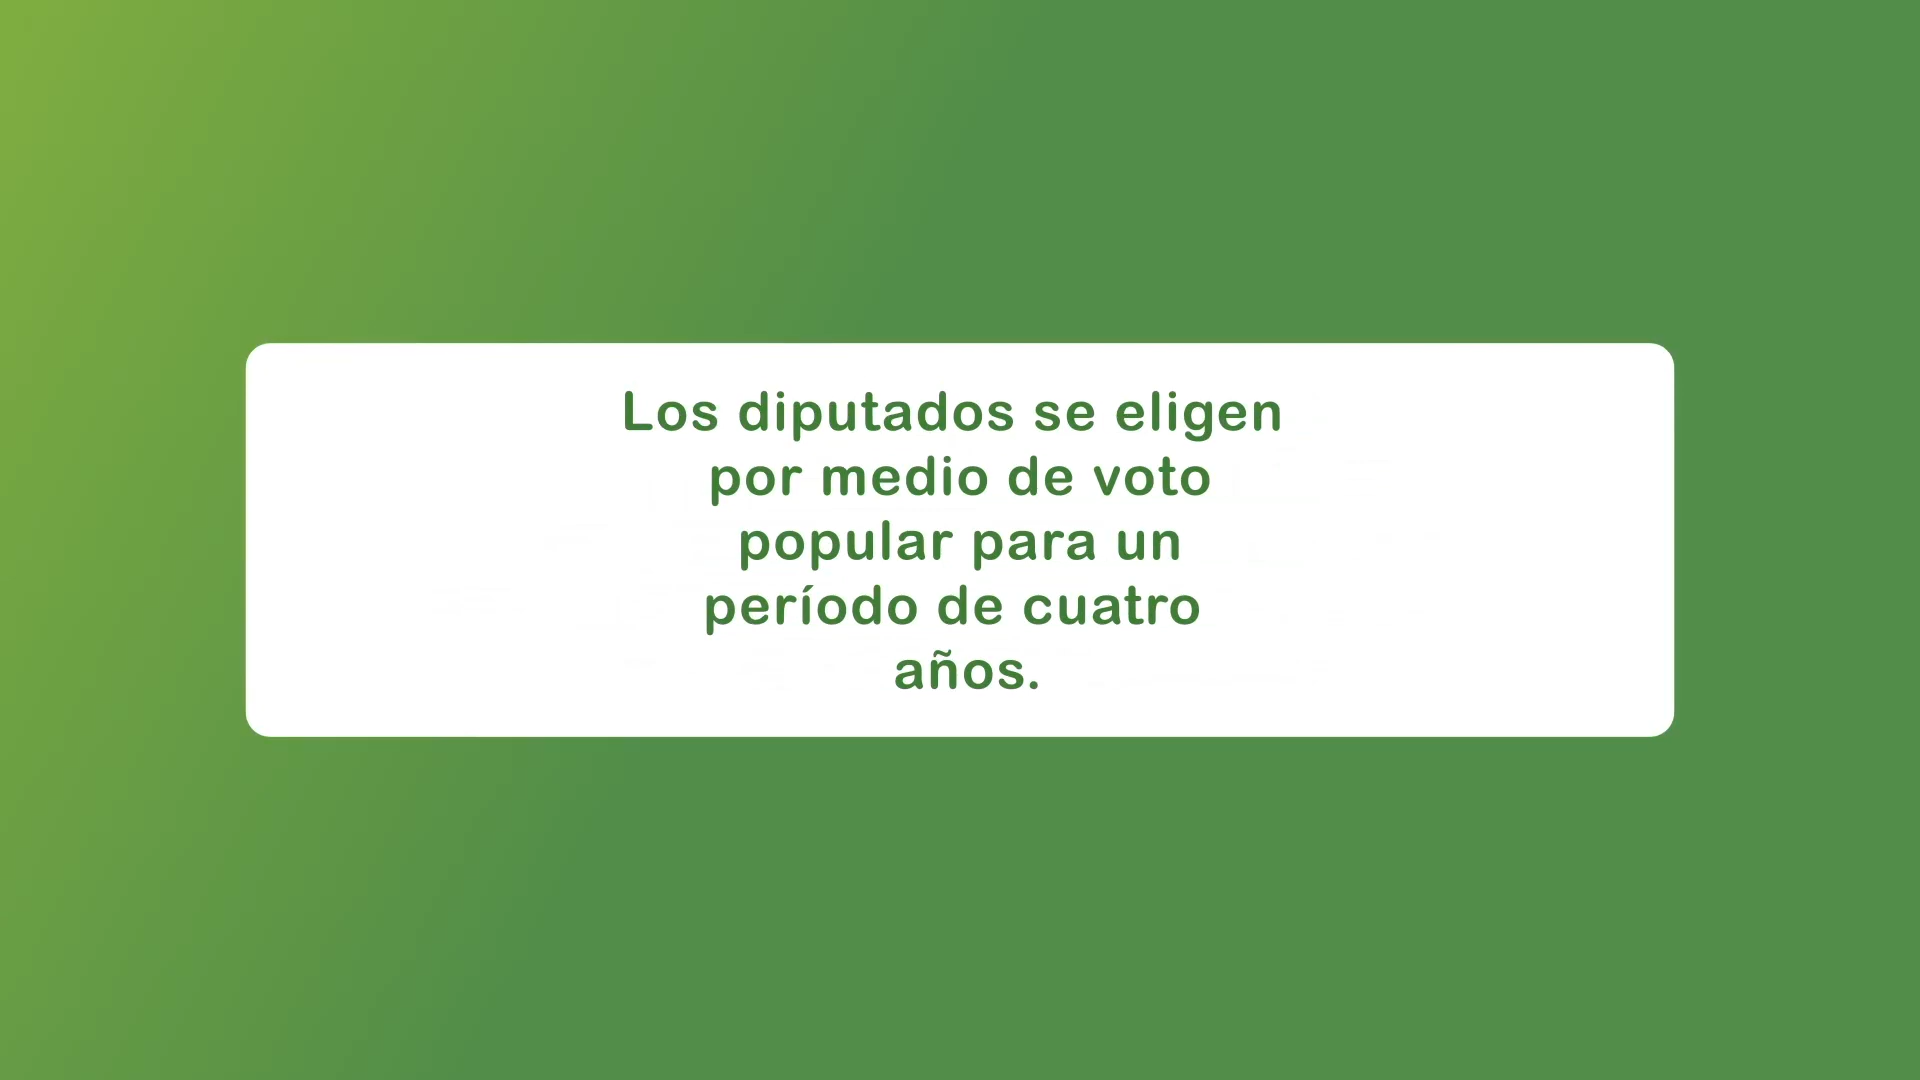 Los diputados se eligen
por medio de voto
popular para un
período de cuatro
años.